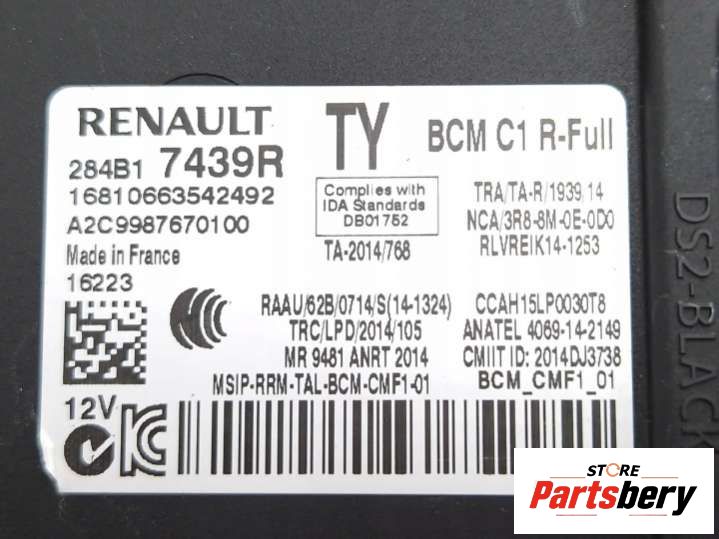 RENAULT
TY
BCM C1 R-Full
284B1 7439R
16810663542492
A2C9987670100
Made in France
16223
Complies with
IDA Standards
DB01752
TA-2014/768
TRA/TA-R/1939/14
NCA/3R8-8M-0E-0D0
RLVREIK14-1253
RAAU/62B/0714/S(14-1324)
TRC/LPD/2014/105
MR 9481 ANRT 2014
MSIP-RRM-TAL-BCM-CMF1-01
CCAH15LP0030T8
ANATEL 4069-14-2149
CMIIT ID: 2014DJ3738
BCM_CMF1_01
12V
DS2-BLACK
STORE
Partsbery